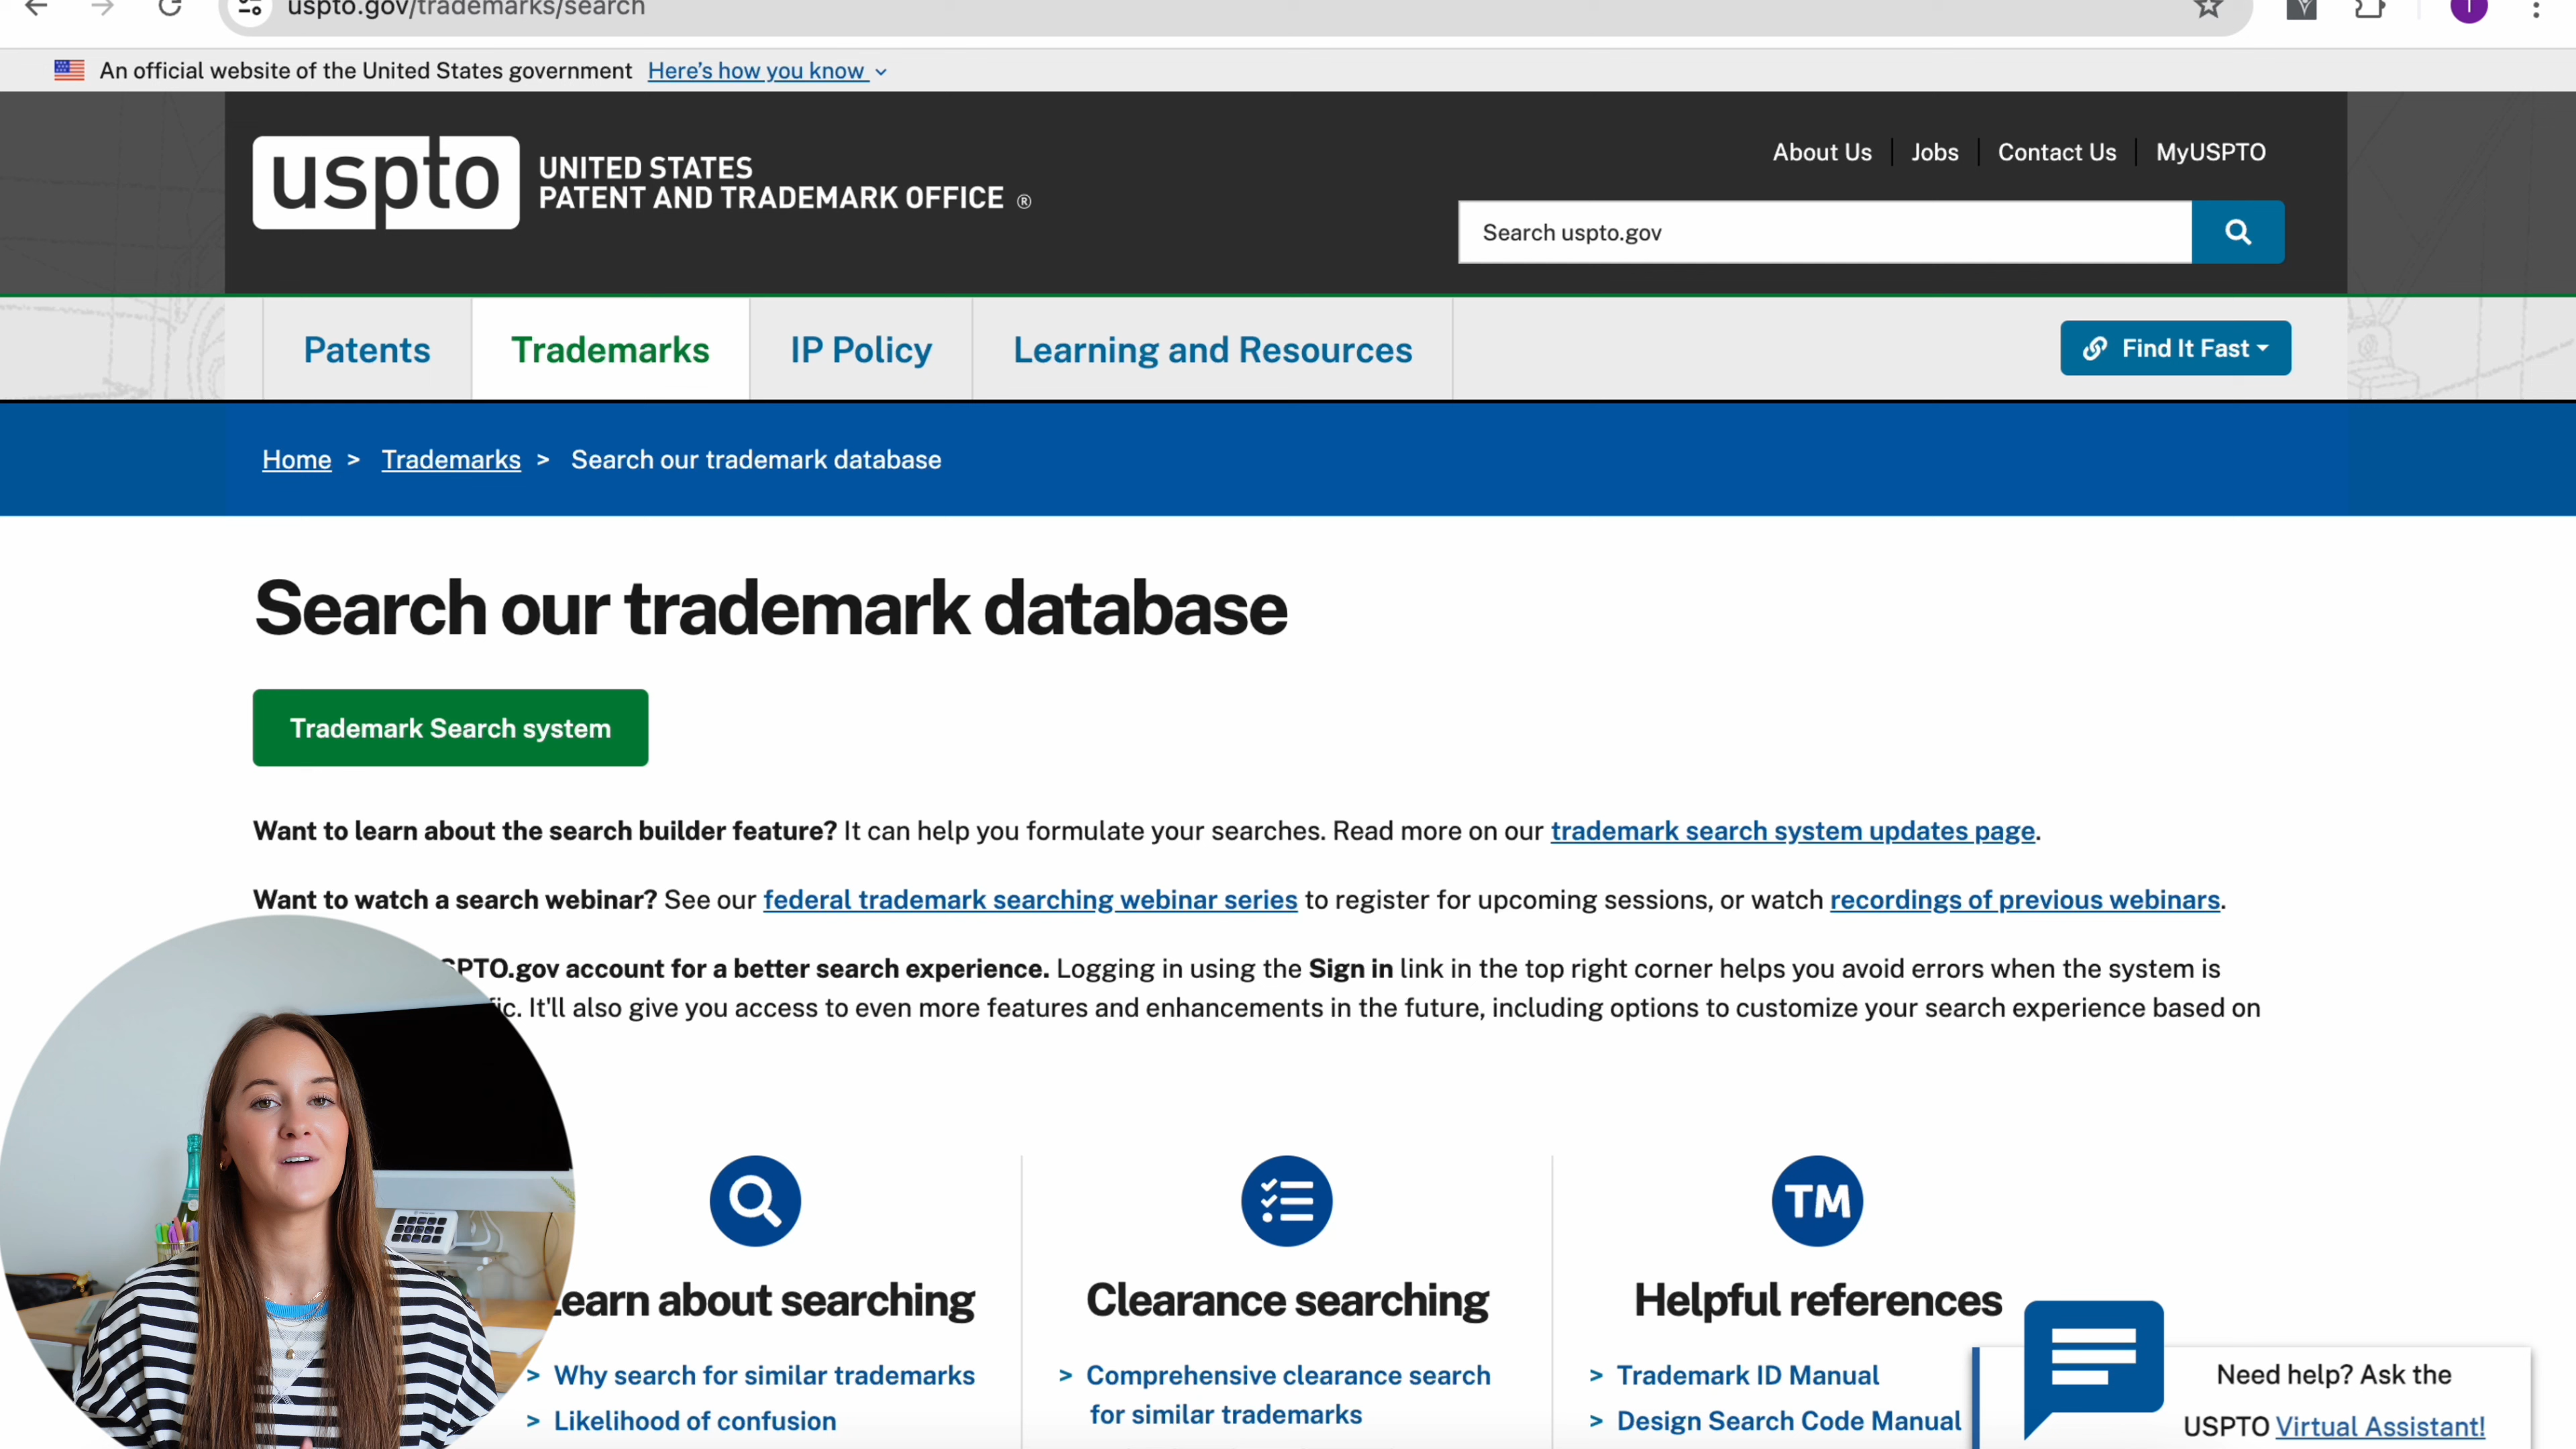 uspto.gov/trademarks/search
An official website of the United States government Here's how you know
uspto UNITED STATES
PATENT AND TRADEMARK OFFICE ®
About Us Jobs Contact Us MyUSPTO
Search uspto.gov
Patents Trademarks IP Policy Learning and Resources Find It Fast
Home > Trademarks > Search our trademark database
Search our trademark database
Trademark Search system
Want to learn about the search builder feature? It can help you formulate your searches. Read more on our trademark search system updates page.
Want to watch a search webinar? See our federal trademark searching webinar series to register for upcoming sessions, or watch recordings of previous webinars.
SPTO.gov account for a better search experience. Logging in using the Sign in link in the top right corner helps you avoid errors when the system is
It'll also give you access to even more features and enhancements in the future, including options to customize your search experience based on
TM
earn about searching Clearance searching Helpful references
> Why search for similar trademarks
> Likelihood of confusion
> Comprehensive clearance search
for similar trademarks
> Trademark ID Manual
> Design Search Code Manual
Need help? Ask the
USPTO Virtual Assistant!